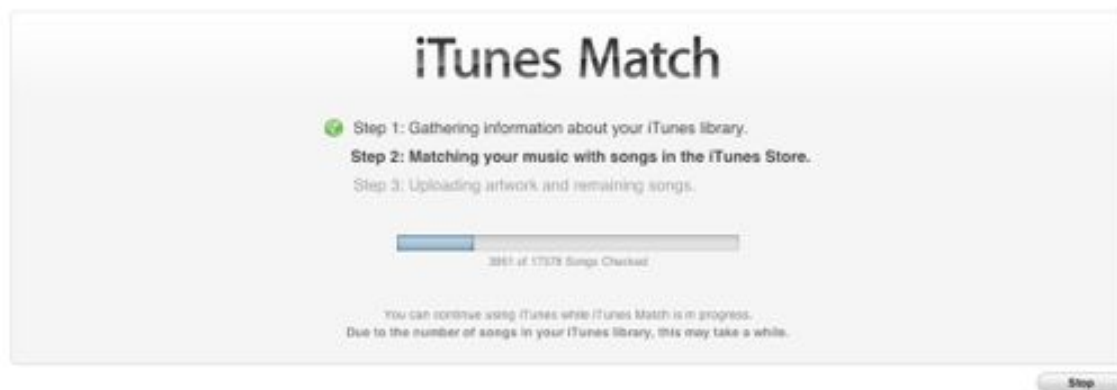 iTunes Match
Step 1: Gathering information about your iTunes library.
Step 2: Matching your music with songs in the iTunes Store.
Step 3: Uploading artwork and remaining songs.
of Songs Checked
You can continue using iTunes while iTunes Match is in progress.
Due to the number of songs in your iTunes library, this may take a while.
Stop